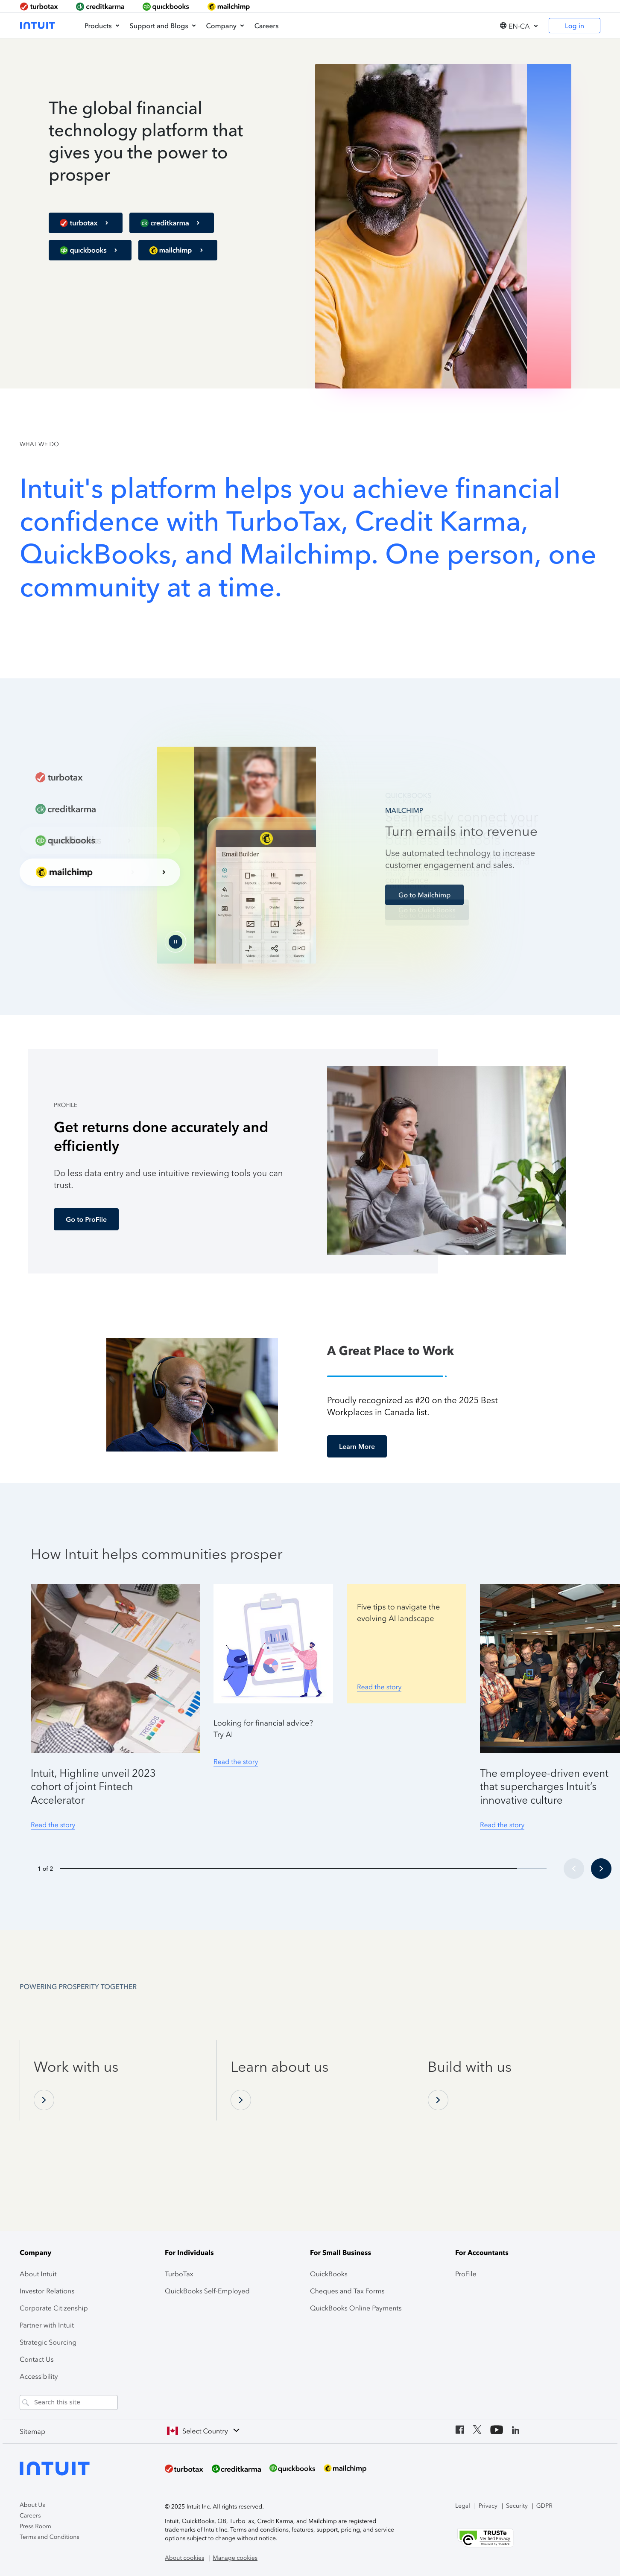 turbotax creditkarma quickbooks mailchimp
INTUIT Products Support and Blogs Company Careers EN-CA Log in
The global financial
technology platform that
gives you the power to
prosper
turbotax creditkarma
quickbooks mailchimp
WHAT WE DO
Intuit's platform helps you achieve financial
confidence with TurboTax, Credit Karma,
QuickBooks, and Mailchimp. One person, one
community at a time.
turbotax
creditkarma
quickbooks
mailchimp
Email Builder
MAILCHIMP
Turn emails into revenue
Use automated technology to increase
customer engagement and sales.
Go to Mailchimp
PROFILE
Get returns done accurately and
efficiently
Do less data entry and use intuitive reviewing tools you can
trust.
Go to ProFile
A Great Place to Work
Proudly recognized as #20 on the 2025 Best
Workplaces in Canada list.
Learn More
How Intuit helps communities prosper
TRENDS
Intuit, Highline unveil 2023
cohort of joint Fintech
Accelerator
Read the story
Looking for financial advice?
Try AI
Read the story
Five tips to navigate the
evolving AI landscape
Read the story
The employee-driven event
that supercharges Intuit’s
innovative culture
Read the story
1 of 2
POWERING PROSPERITY TOGETHER
Work with us
Learn about us
Build with us
Company
About Intuit
Investor Relations
Corporate Citizenship
Partner with Intuit
Strategic Sourcing
Contact Us
Accessibility
Search this site
For Individuals
TurboTax
QuickBooks Self-Employed
For Small Business
QuickBooks
Cheques and Tax Forms
QuickBooks Online Payments
For Accountants
ProFile
Sitemap
Select Country
INTUIT
turbotax creditkarma quickbooks mailchimp
About Us
Careers
Press Room
Terms and Conditions
© 2025 Intuit Inc. All rights reserved.
Intuit, QuickBooks, QB, TurboTax, Credit Karma, and Mailchimp are registered
trademarks of Intuit Inc. Terms and conditions, features, support, pricing, and service
options subject to change without notice.
About cookies | Manage cookies
Legal | Privacy | Security | GDPR
TRUSTe
Verified Privacy
Powered by TrustArc